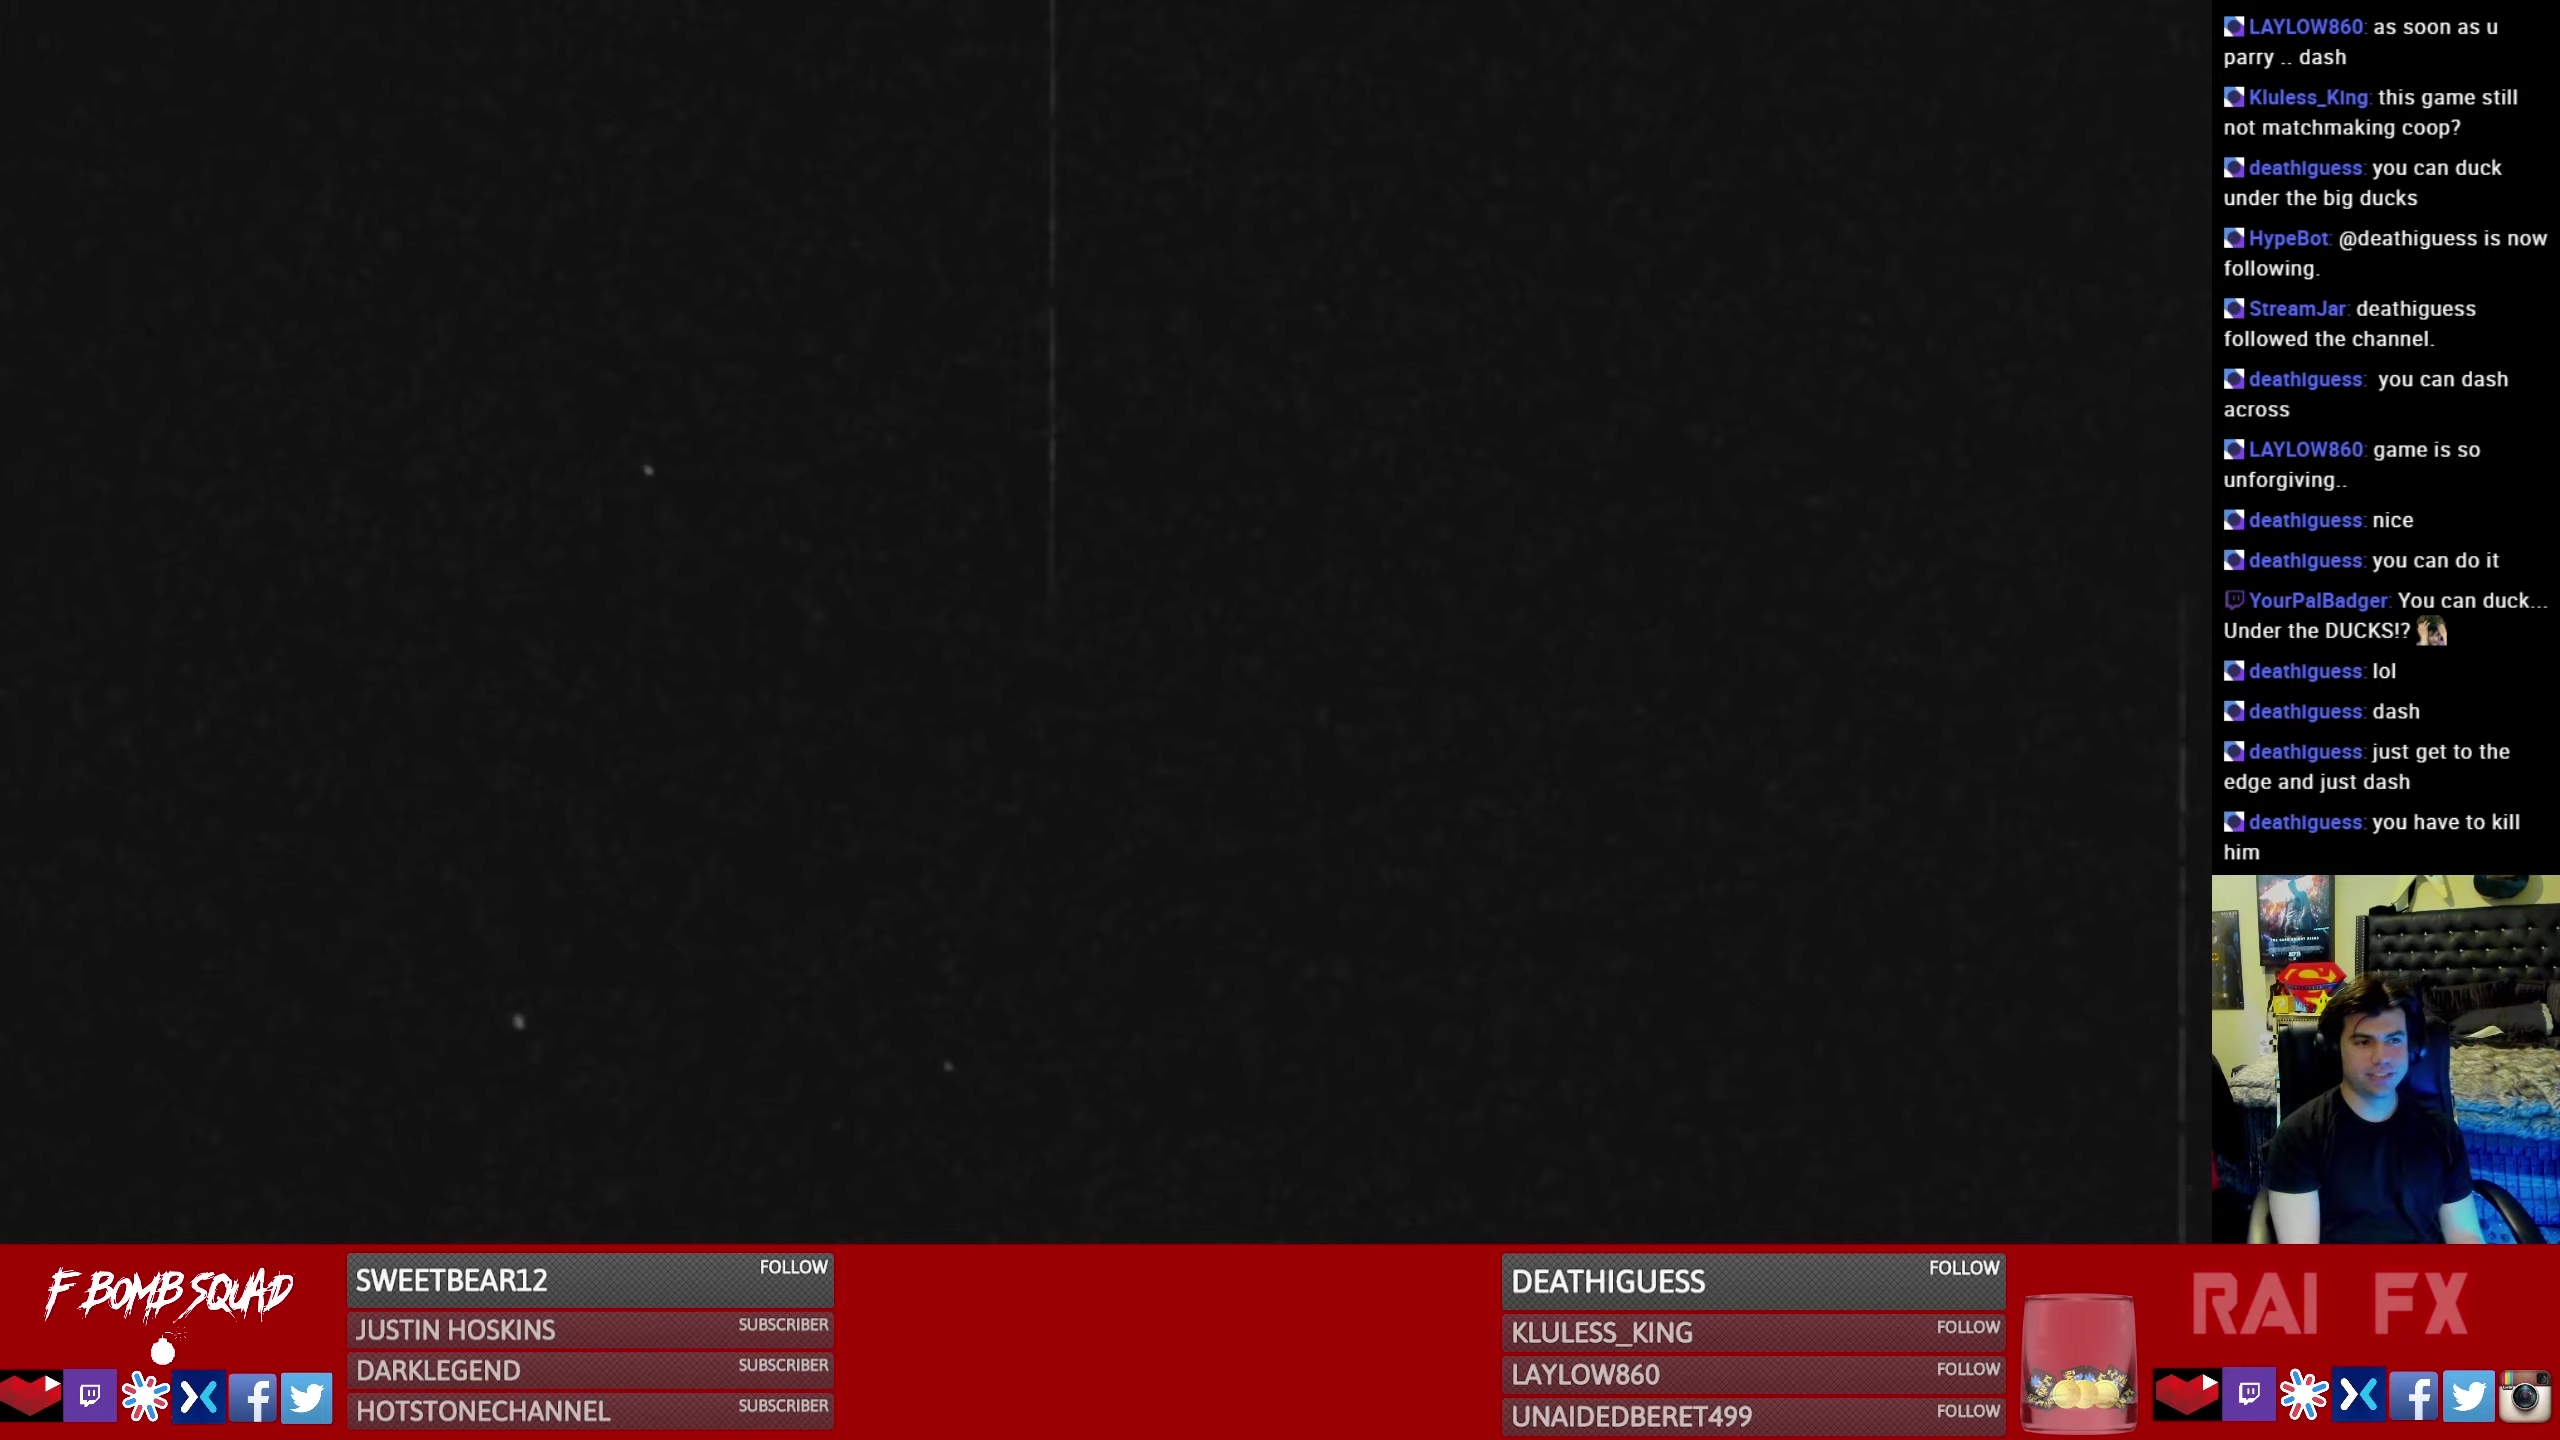 LAYLOW860: as soon as u
parry .. dash
Kluless_King: this game still
not matchmaking coop?
deathiguess: you can duck
under the big ducks
HypeBot: @deathiguess is now
following.
StreamJar: deathiguess
followed the channel.
deathiguess: you can dash
across
LAYLOW860: game is so
unforgiving..
deathiguess: nice
deathiguess: you can do it
YourPalBadger: You can duck...
Under the DUCKS!?
deathiguess: lol
deathiguess: dash
deathiguess: just get to the
edge and just dash
deathiguess: you have to kill
him
F BOMB SQUAD
SWEETBEAR12 FOLLOW
JUSTIN HOSKINS SUBSCRIBER
DARKLEGEND SUBSCRIBER
HOTSTONECHANNEL SUBSCRIBER
DEATHIGUESS FOLLOW
KLULESS_KING FOLLOW
LAYLOW860 FOLLOW
UNAIDEDBERET499 FOLLOW
RAI FX